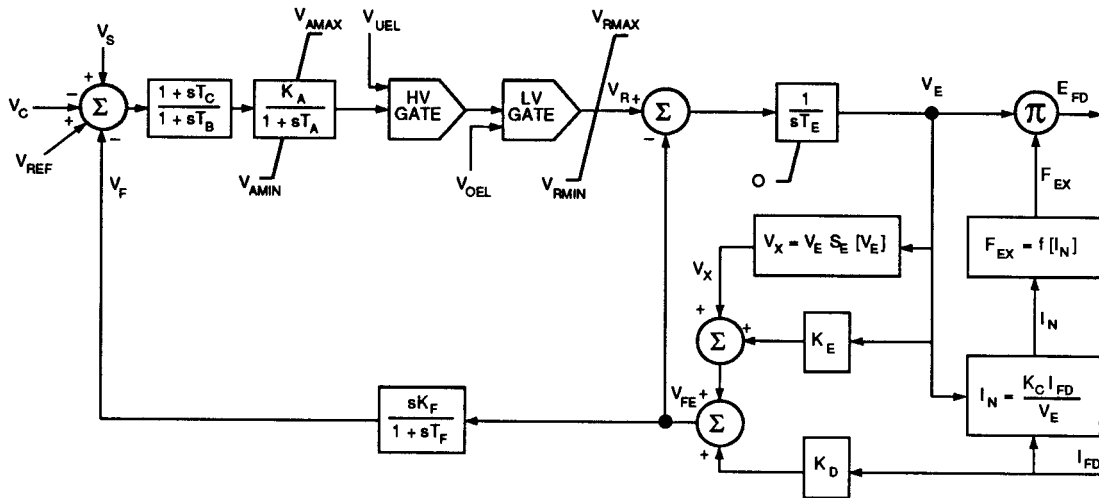 V_S
V_AMAX
V_UEL
V_RMAX
V_C
+
−
Σ
+
−
V_REF
V_F
1 + sT_C
1 + sT_B
K_A
1 + sT_A
V_AMIN
HV
GATE
LV
GATE
V_OEL
V_R
+
Σ
−
V_RMIN
1
sT_E
O
V_E
π
E_FD
F_EX
V_X = V_E S_E [V_E]
F_EX = f [I_N]
V_X
I_N
+
+
Σ
K_E
I_N = K_C I_FD
V_E
V_FE
+
Σ
+
sK_F
1 + sT_F
K_D
I_FD